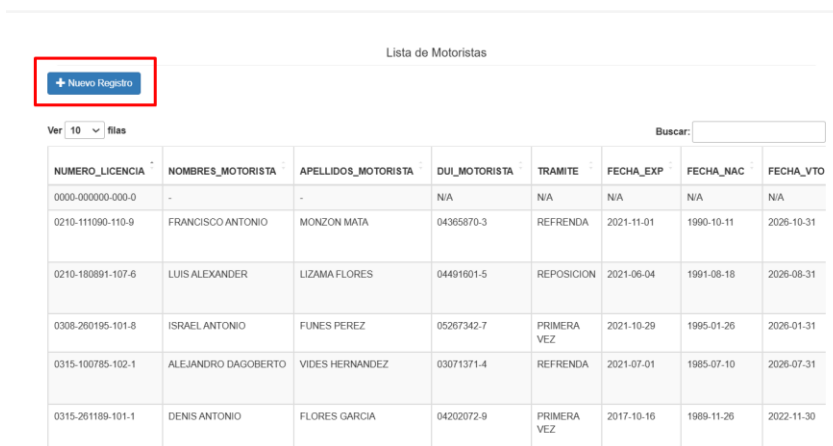 Lista de Motoristas
+ Nuevo Registro
Ver 10 filas Buscar:
NUMERO_LICENCIA NOMBRES_MOTORISTA APELLIDOS_MOTORISTA DUI_MOTORISTA TRAMITE FECHA_EXP FECHA_NAC FECHA_VTO
0000-000000-000-0 - - N/A N/A N/A N/A N/A
0210-111090-110-9 FRANCISCO ANTONIO MONZON MATA 04365870-3 REFRENDA 2021-11-01 1990-10-11 2026-10-31
0210-180891-107-6 LUIS ALEXANDER LIZAMA FLORES 04491601-5 REPOSICION 2021-06-04 1991-08-18 2026-08-31
0308-260195-101-8 ISRAEL ANTONIO FUNES PEREZ 05267342-7 PRIMERA 2021-10-29 1995-01-26 2026-01-31
VEZ
0315-100785-102-1 ALEJANDRO DAGOBERTO VIDES HERNANDEZ 03071371-4 REFRENDA 2021-07-01 1985-07-10 2026-07-31
0315-261189-101-1 DENIS ANTONIO FLORES GARCIA 04202072-9 PRIMERA 2017-10-16 1989-11-26 2022-11-30
VEZ